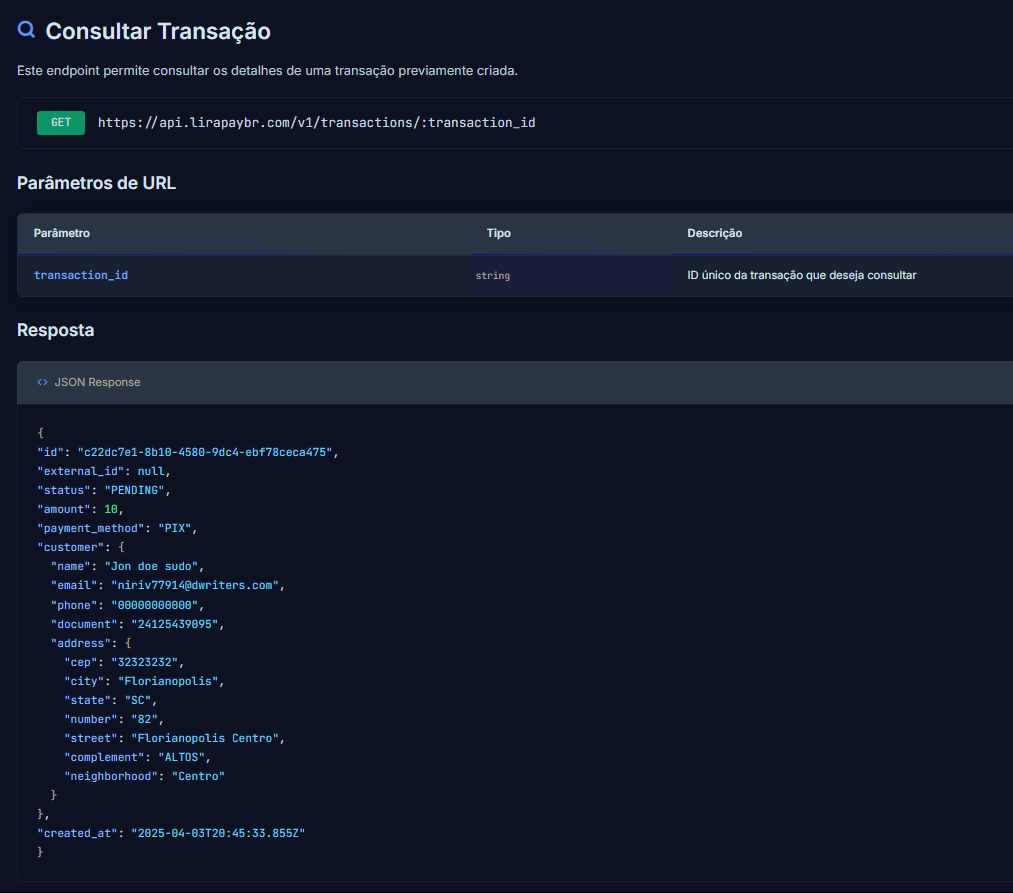 Consultar Transação
Este endpoint permite consultar os detalhes de uma transação previamente criada.
GET https://api.lirapaybr.com/v1/transactions/:transaction_id
Parâmetros de URL
Parâmetro Tipo Descrição
transaction_id string ID único da transação que deseja consultar
Resposta
<> JSON Response
{
"id": "c22dc7e1-8b10-4580-9dc4-ebf78ceca475",
"external_id": null,
"status": "PENDING",
"amount": 10,
"payment_method": "PIX",
"customer": {
"name": "Jon doe sudo",
"email": "niriv77914@dwriters.com",
"phone": "00000000000",
"document": "24125439095",
"address": {
"cep": "32323232",
"city": "Florianopolis",
"state": "SC",
"number": "82",
"street": "Florianopolis Centro",
"complement": "ALTOS",
"neighborhood": "Centro"
}
},
"created_at": "2025-04-03T20:45:33.855Z"
}